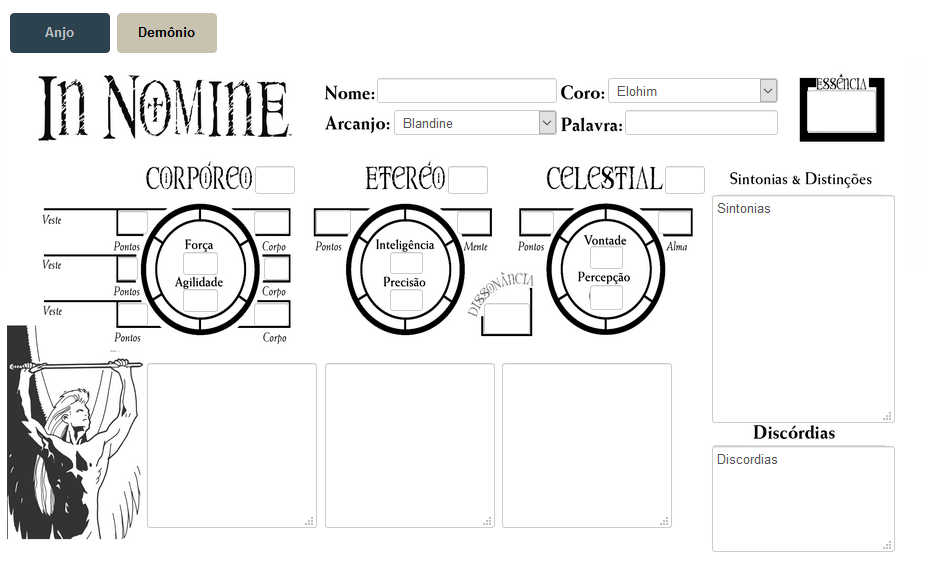 Anjo Demônio
In Nomine
Nome: Coro: Elohim
Essência
Arcanjo: Blandine Palavra:
Corpóreo Etereó Celestial Sintonias & Distinções
Sintonias
Veste Pontos Corpo
Força
Agilidade
Veste Pontos Corpo
Veste Pontos Corpo
Pontos Mente
Inteligência
Precisão
Dissonância
Pontos Alma
Vontade
Percepção
Discórdias
Discordias